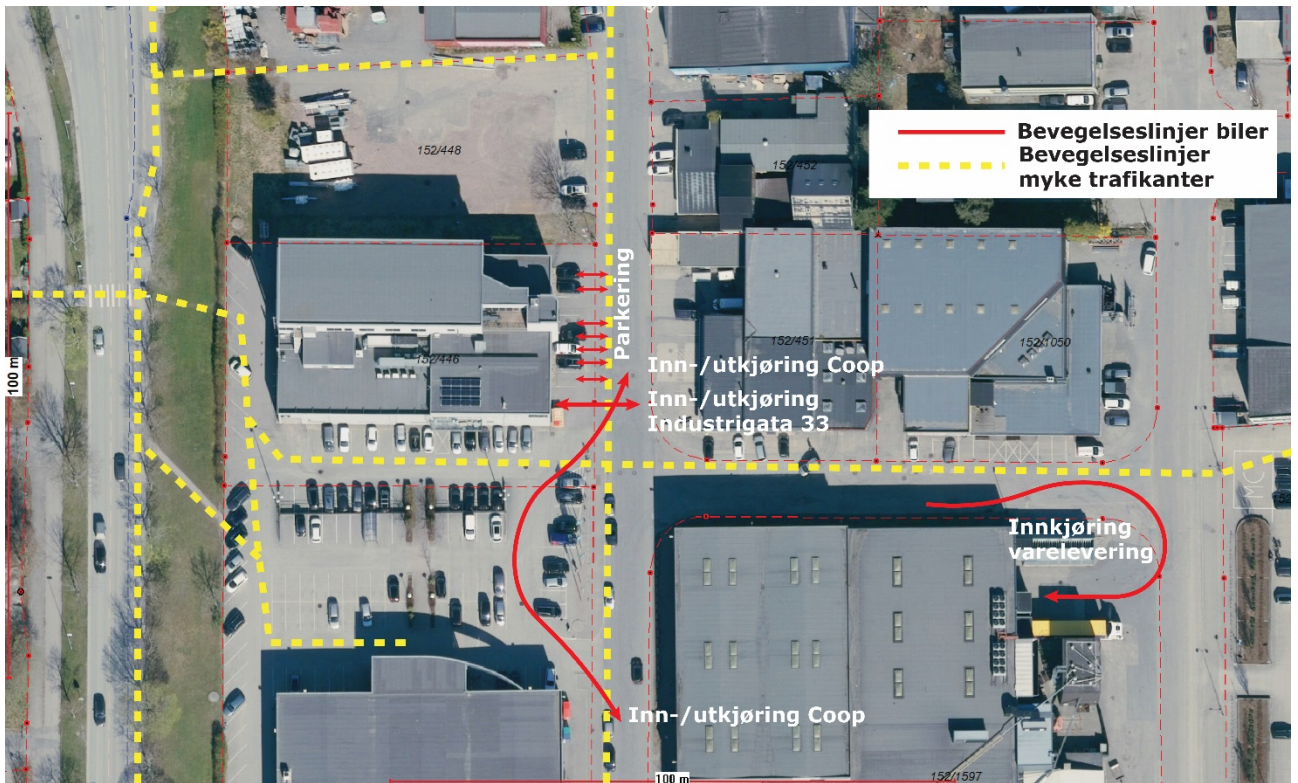 Bevegelseslinjer biler
Bevegelseslinjer
myke trafikanter
152/448
152/452
Parkering
100 m
152/446
152/451
152/1050
Inn-/utkjøring Coop
Inn-/utkjøring
Industrigata 33
MC
Innkjøring
varelevering
Inn-/utkjøring Coop
100 m
152/1597